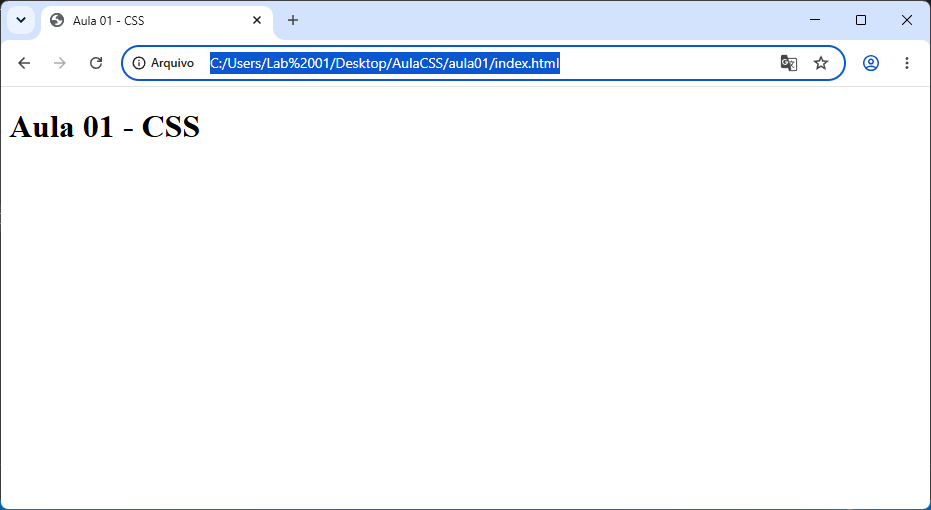 Aula 01 - CSS
Arquivo C:/Users/Lab%2001/Desktop/AulaCSS/aula01/index.html
Aula 01 - CSS